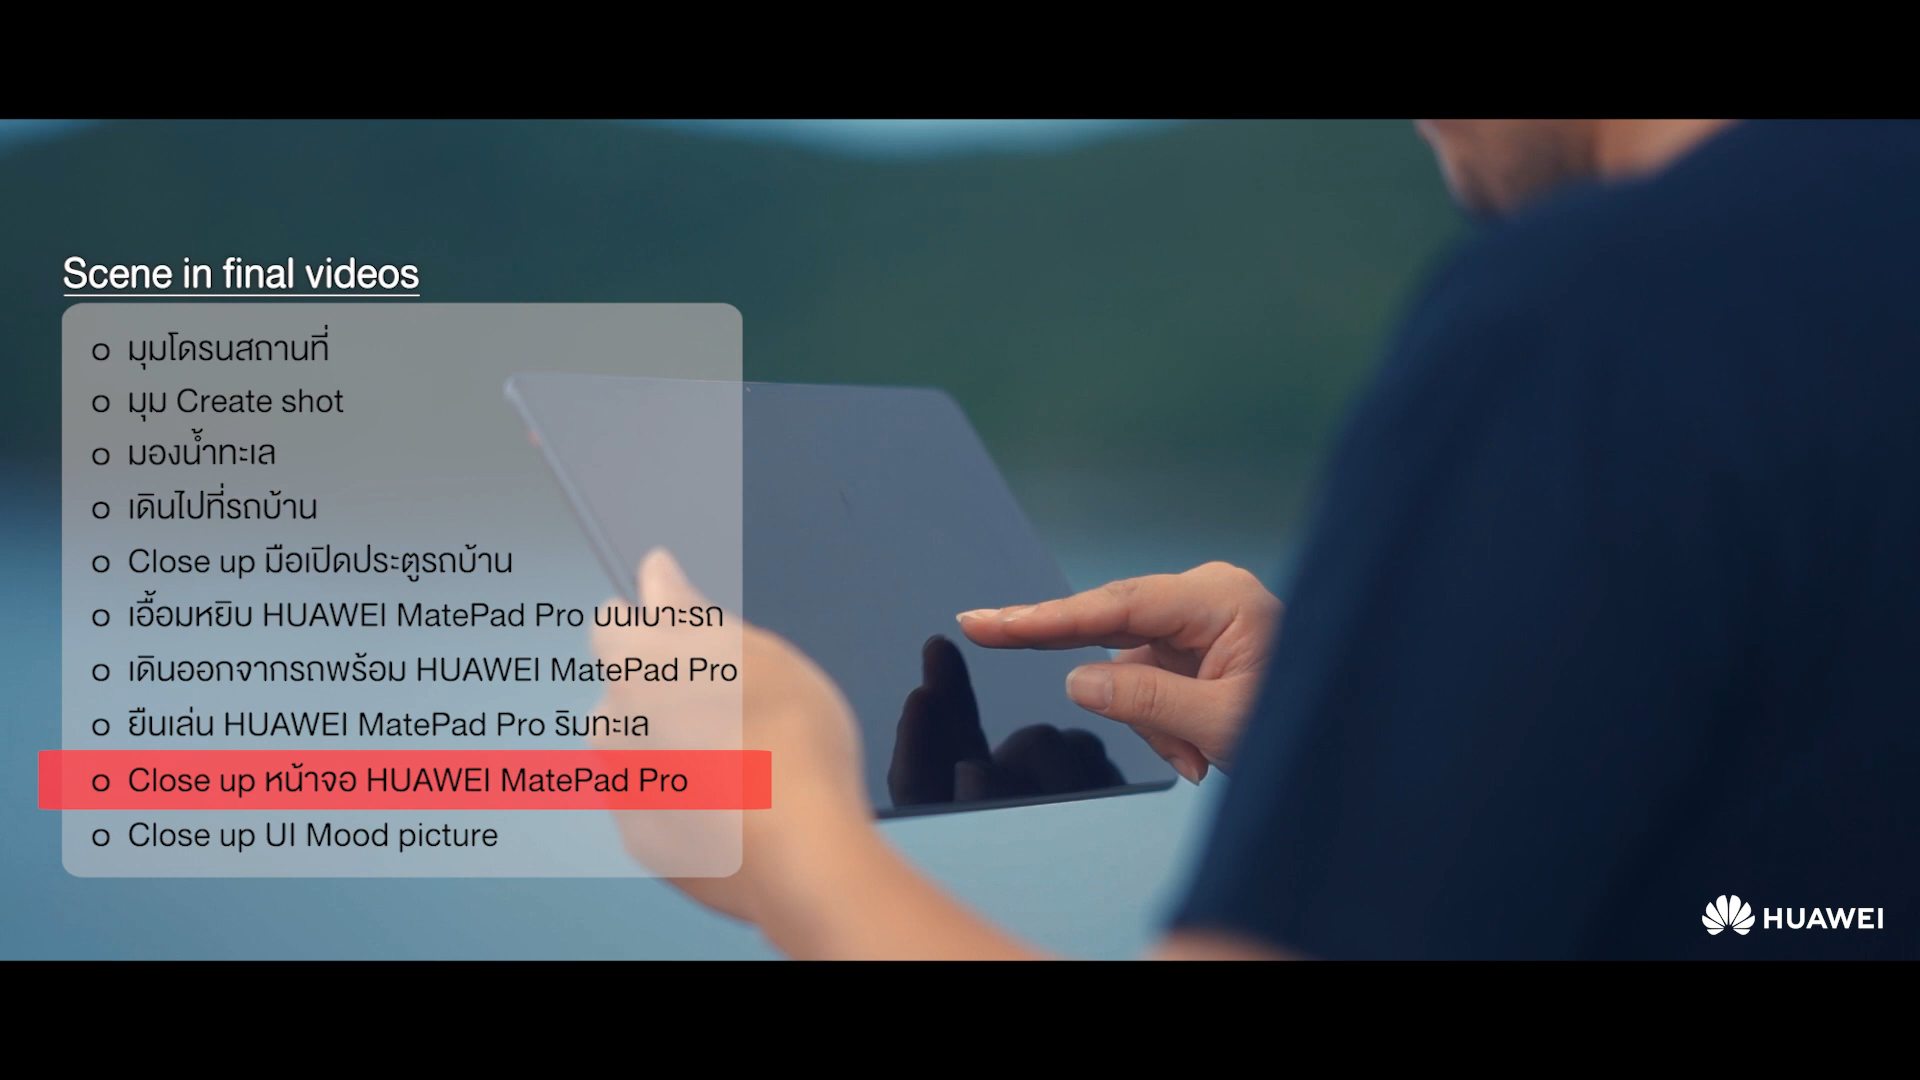 Scene in final videos
o มุมโดรนสถานที่
o มุม Create shot
o มองน้ำทะเล
o เดินไปที่รถบ้าน
o Close up มือเปิดประตูรถบ้าน
o เอื้อมหยิบ HUAWEI MatePad Pro บนเบาะรถ
o เดินออกจากรถพร้อม HUAWEI MatePad Pro
o ยืนเล่น HUAWEI MatePad Pro ริมทะเล
o Close up หน้าจอ HUAWEI MatePad Pro
o Close up UI Mood picture
HUAWEI